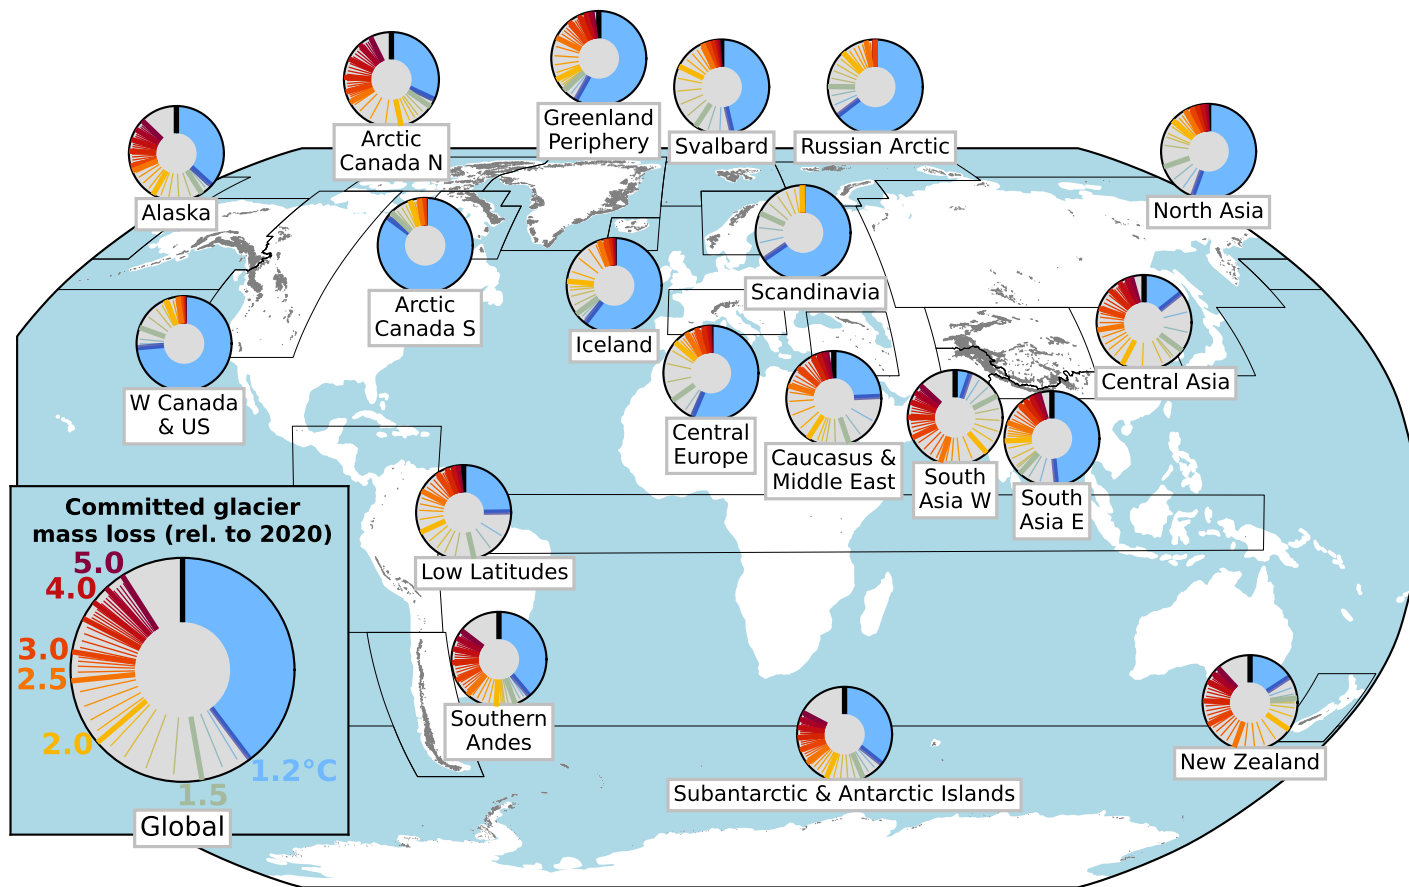 Greenland
Periphery
Arctic
Canada N
Svalbard
Russian Arctic
Alaska
North Asia
Arctic
Canada S
Scandinavia
Iceland
W Canada
& US
Central Asia
Central
Europe
Caucasus &
Middle East
South
Asia W
South
Asia E
Low Latitudes
Southern
Andes
New Zealand
Subantarctic & Antarctic Islands
Committed glacier
mass loss (rel. to 2020)
5.0
4.0
3.0
2.5
2.0
1.2°C
1.5
Global